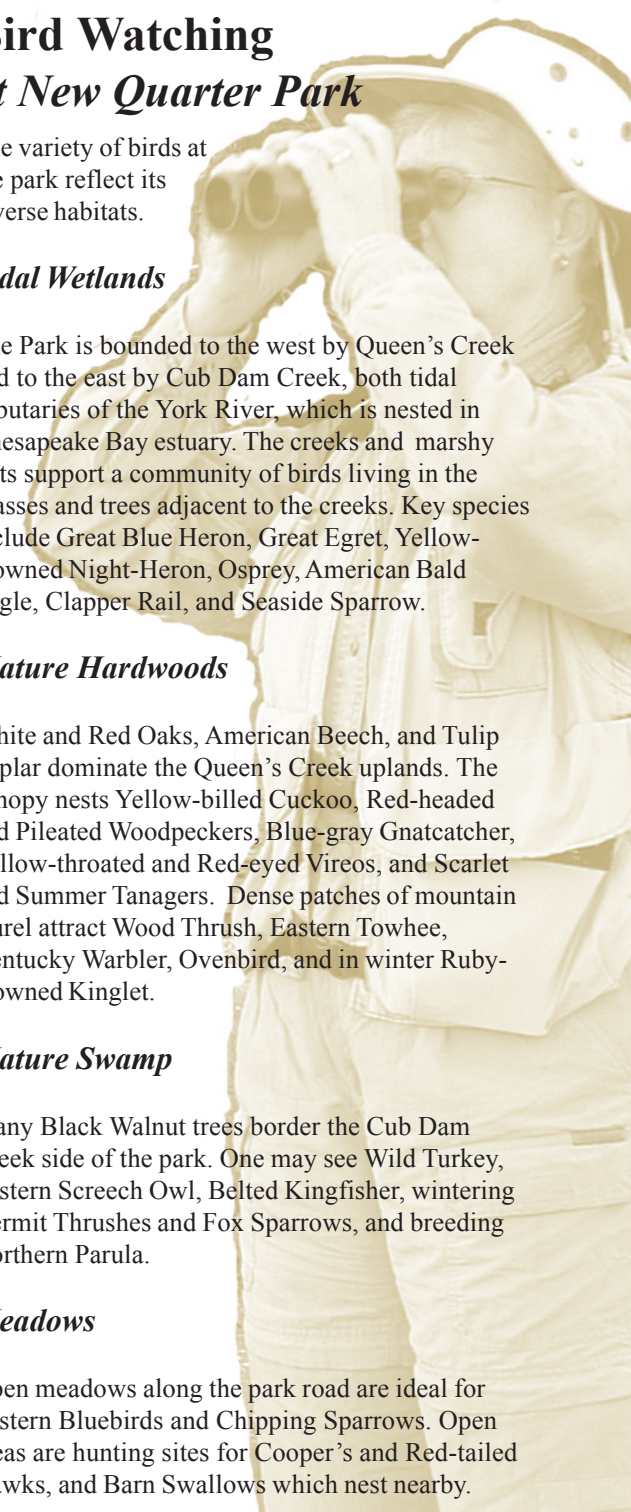 Bird Watching
t New Quarter Park
e variety of birds at
e park reflect its
verse habitats.
dal Wetlands
e Park is bounded to the west by Queen’s Creek
d to the east by Cub Dam Creek, both tidal
butaries of the York River, which is nested in
hesapeake Bay estuary. The creeks and marshy
ts support a community of birds living in the
asses and trees adjacent to the creeks. Key species
clude Great Blue Heron, Great Egret, Yellow-
owned Night-Heron, Osprey, American Bald
gle, Clapper Rail, and Seaside Sparrow.
ature Hardwoods
hite and Red Oaks, American Beech, and Tulip
plar dominate the Queen’s Creek uplands. The
nopy nests Yellow-billed Cuckoo, Red-headed
d Pileated Woodpeckers, Blue-gray Gnatcatcher,
llow-throated and Red-eyed Vireos, and Scarlet
d Summer Tanagers. Dense patches of mountain
urel attract Wood Thrush, Eastern Towhee,
entucky Warbler, Ovenbird, and in winter Ruby-
owned Kinglet.
ature Swamp
any Black Walnut trees border the Cub Dam
eek side of the park. One may see Wild Turkey,
stern Screech Owl, Belted Kingfisher, wintering
ermit Thrushes and Fox Sparrows, and breeding
orthern Parula.
eadows
pen meadows along the park road are ideal for
stern Bluebirds and Chipping Sparrows. Open
eas are hunting sites for Cooper’s and Red-tailed
awks, and Barn Swallows which nest nearby.